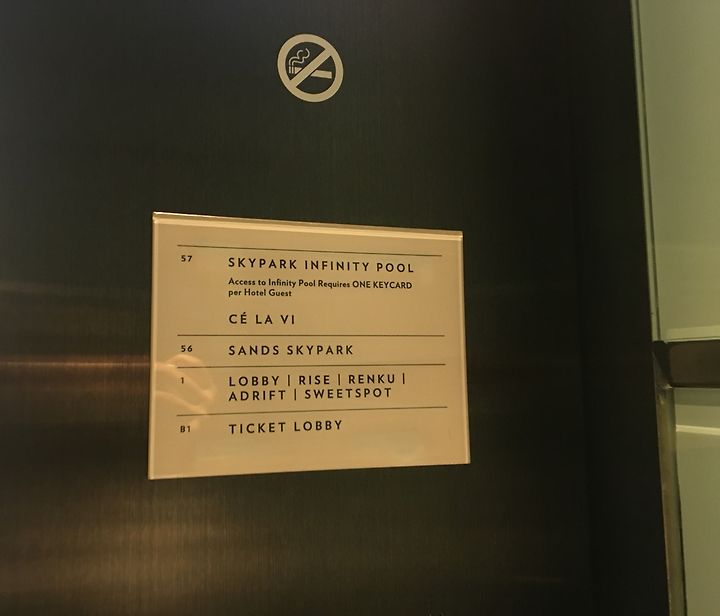 57 SKYPARK INFINITY POOL
Access to Infinity Pool Requires ONE KEYCARD
per Hotel Guest
CÉ LA VI
56 SANDS SKYPARK
1 LOBBY | RISE | RENKU |
ADRIFT | SWEETSPOT
B1 TICKET LOBBY